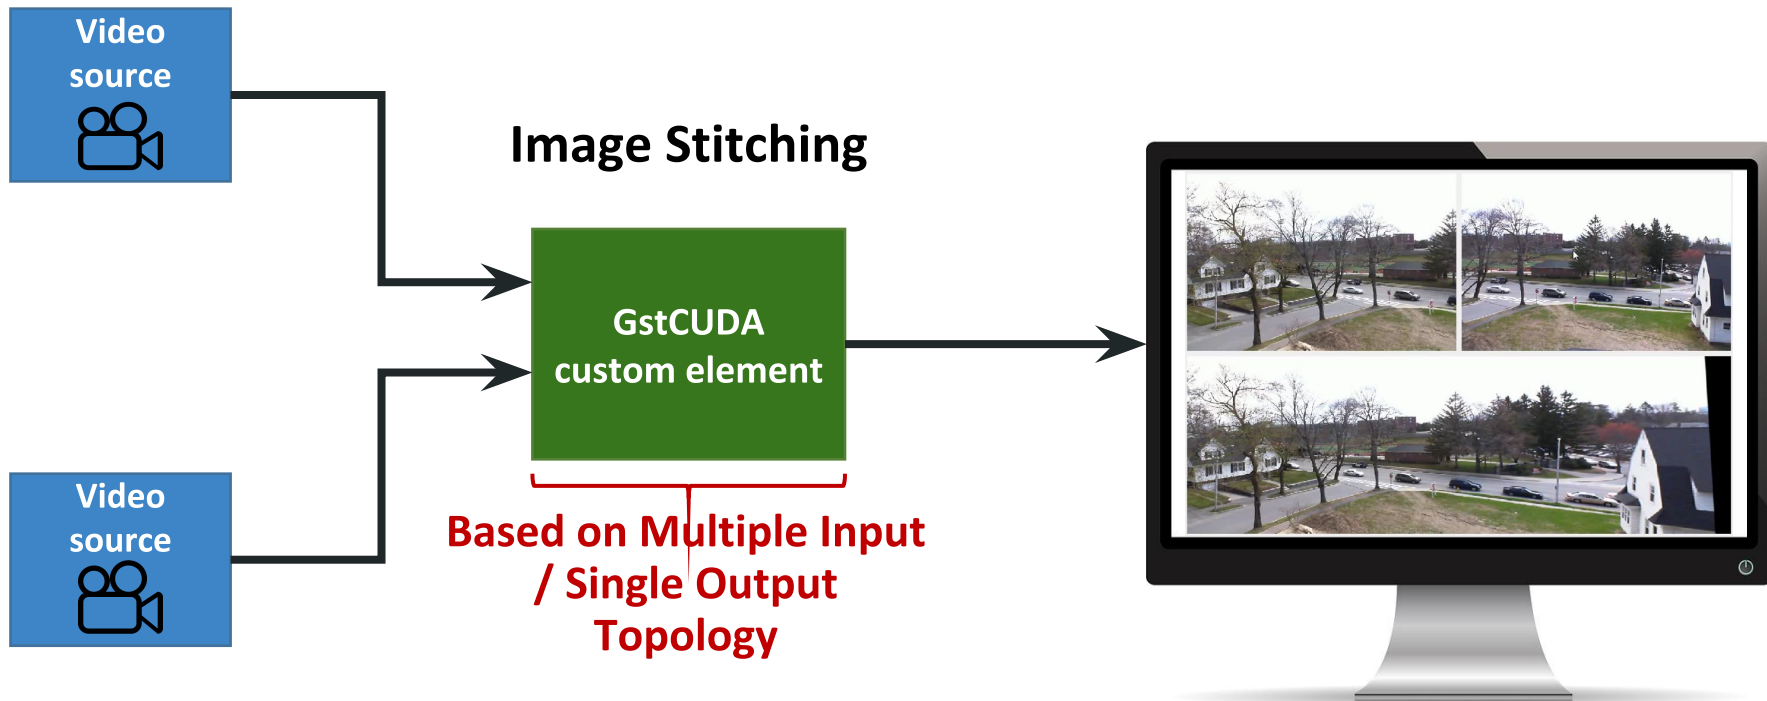 Video
source
Image Stitching
GstCUDA
custom element
Video
source
Based on Multiple Input
/ Single Output
Topology